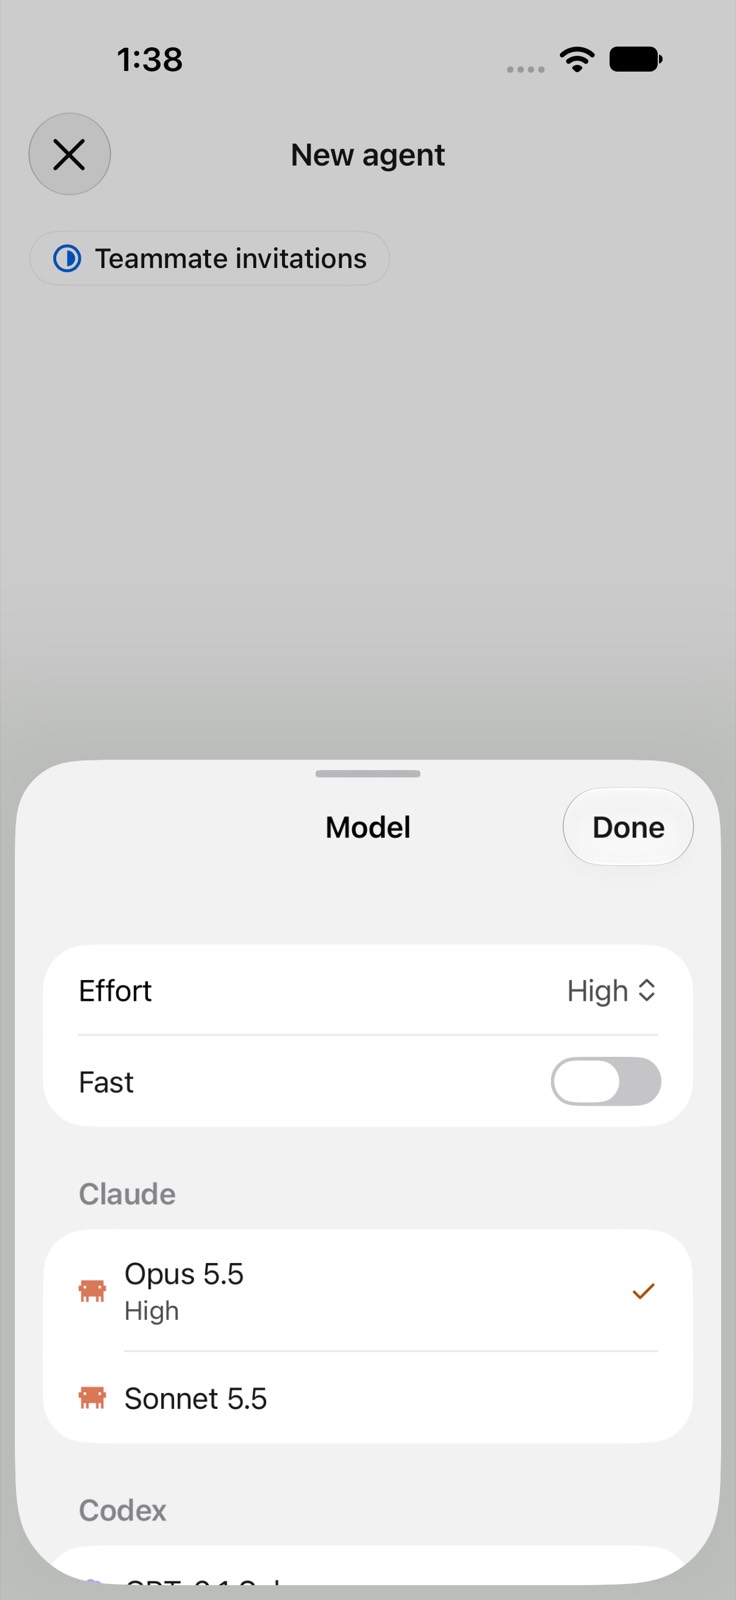 1:38
New agent
Teammate invitations
Model
Done
Effort
High
Fast
Claude
Opus 5.5
High
Sonnet 5.5
Codex